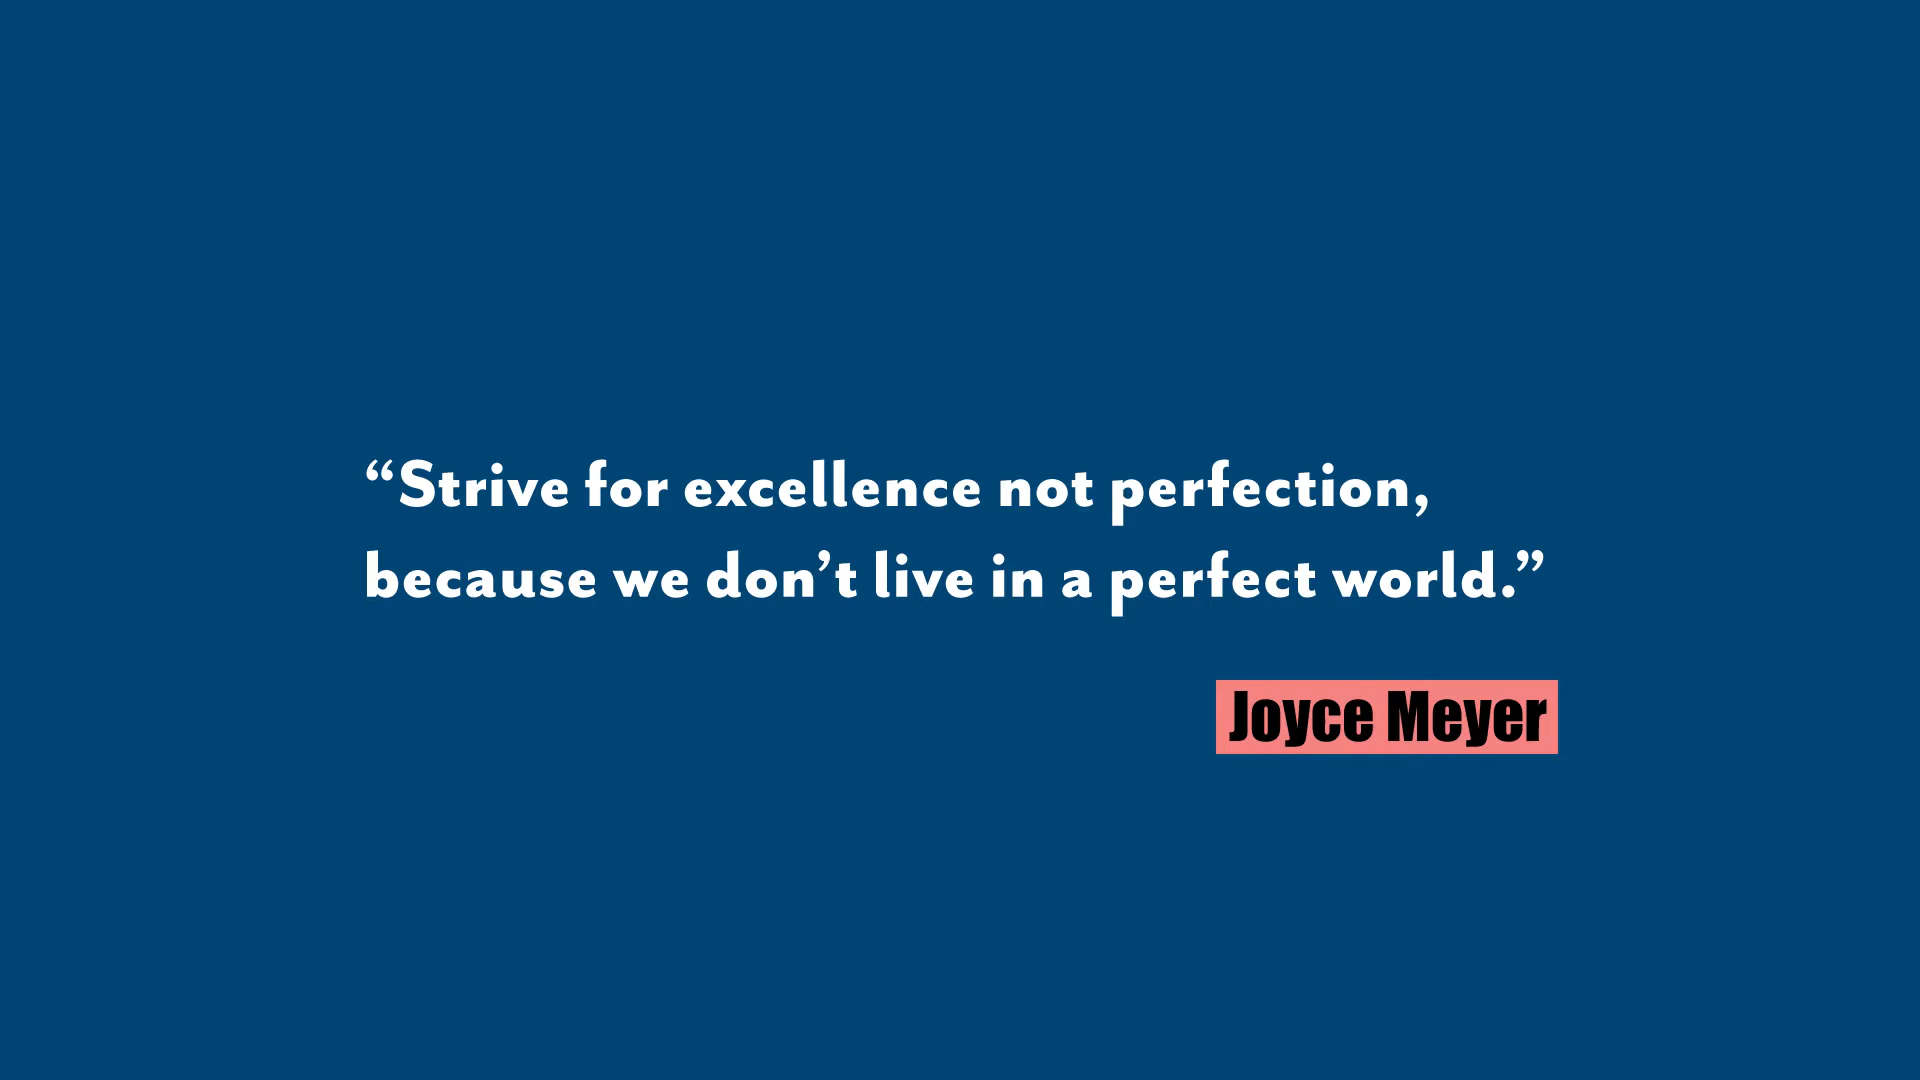 “Strive for excellence not perfection,
because we don’t live in a perfect world.”
Joyce Meyer